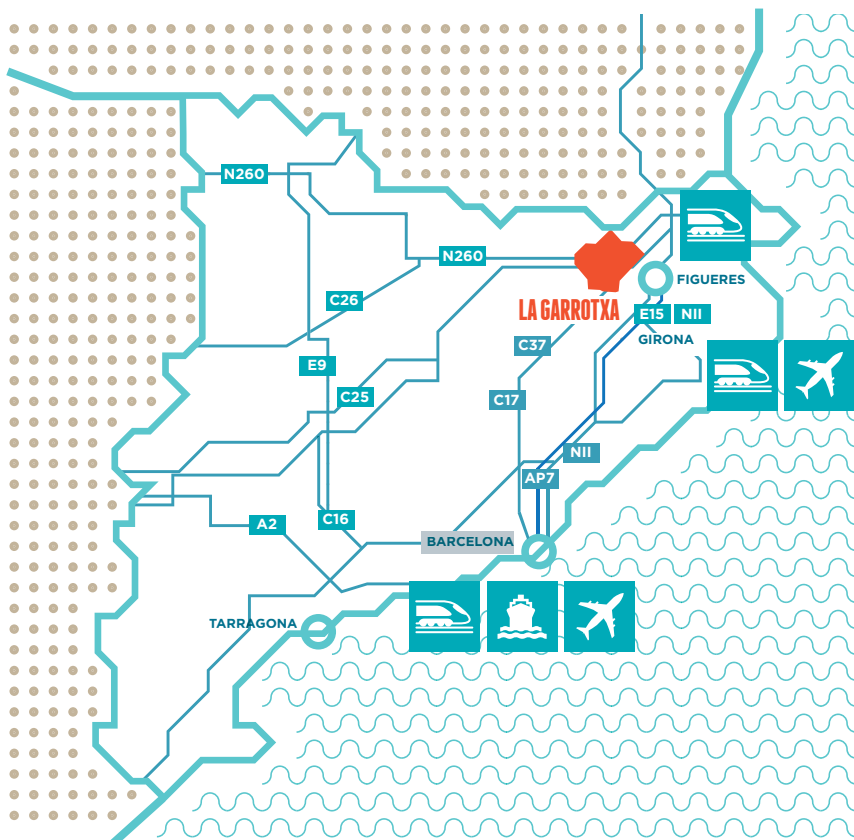 N260
N260
FIGUERES
C26
LA GARROTXA
E15
NII
GIRONA
C37
E9
C25
C17
NII
AP7
C16
A2
BARCELONA
TARRAGONA